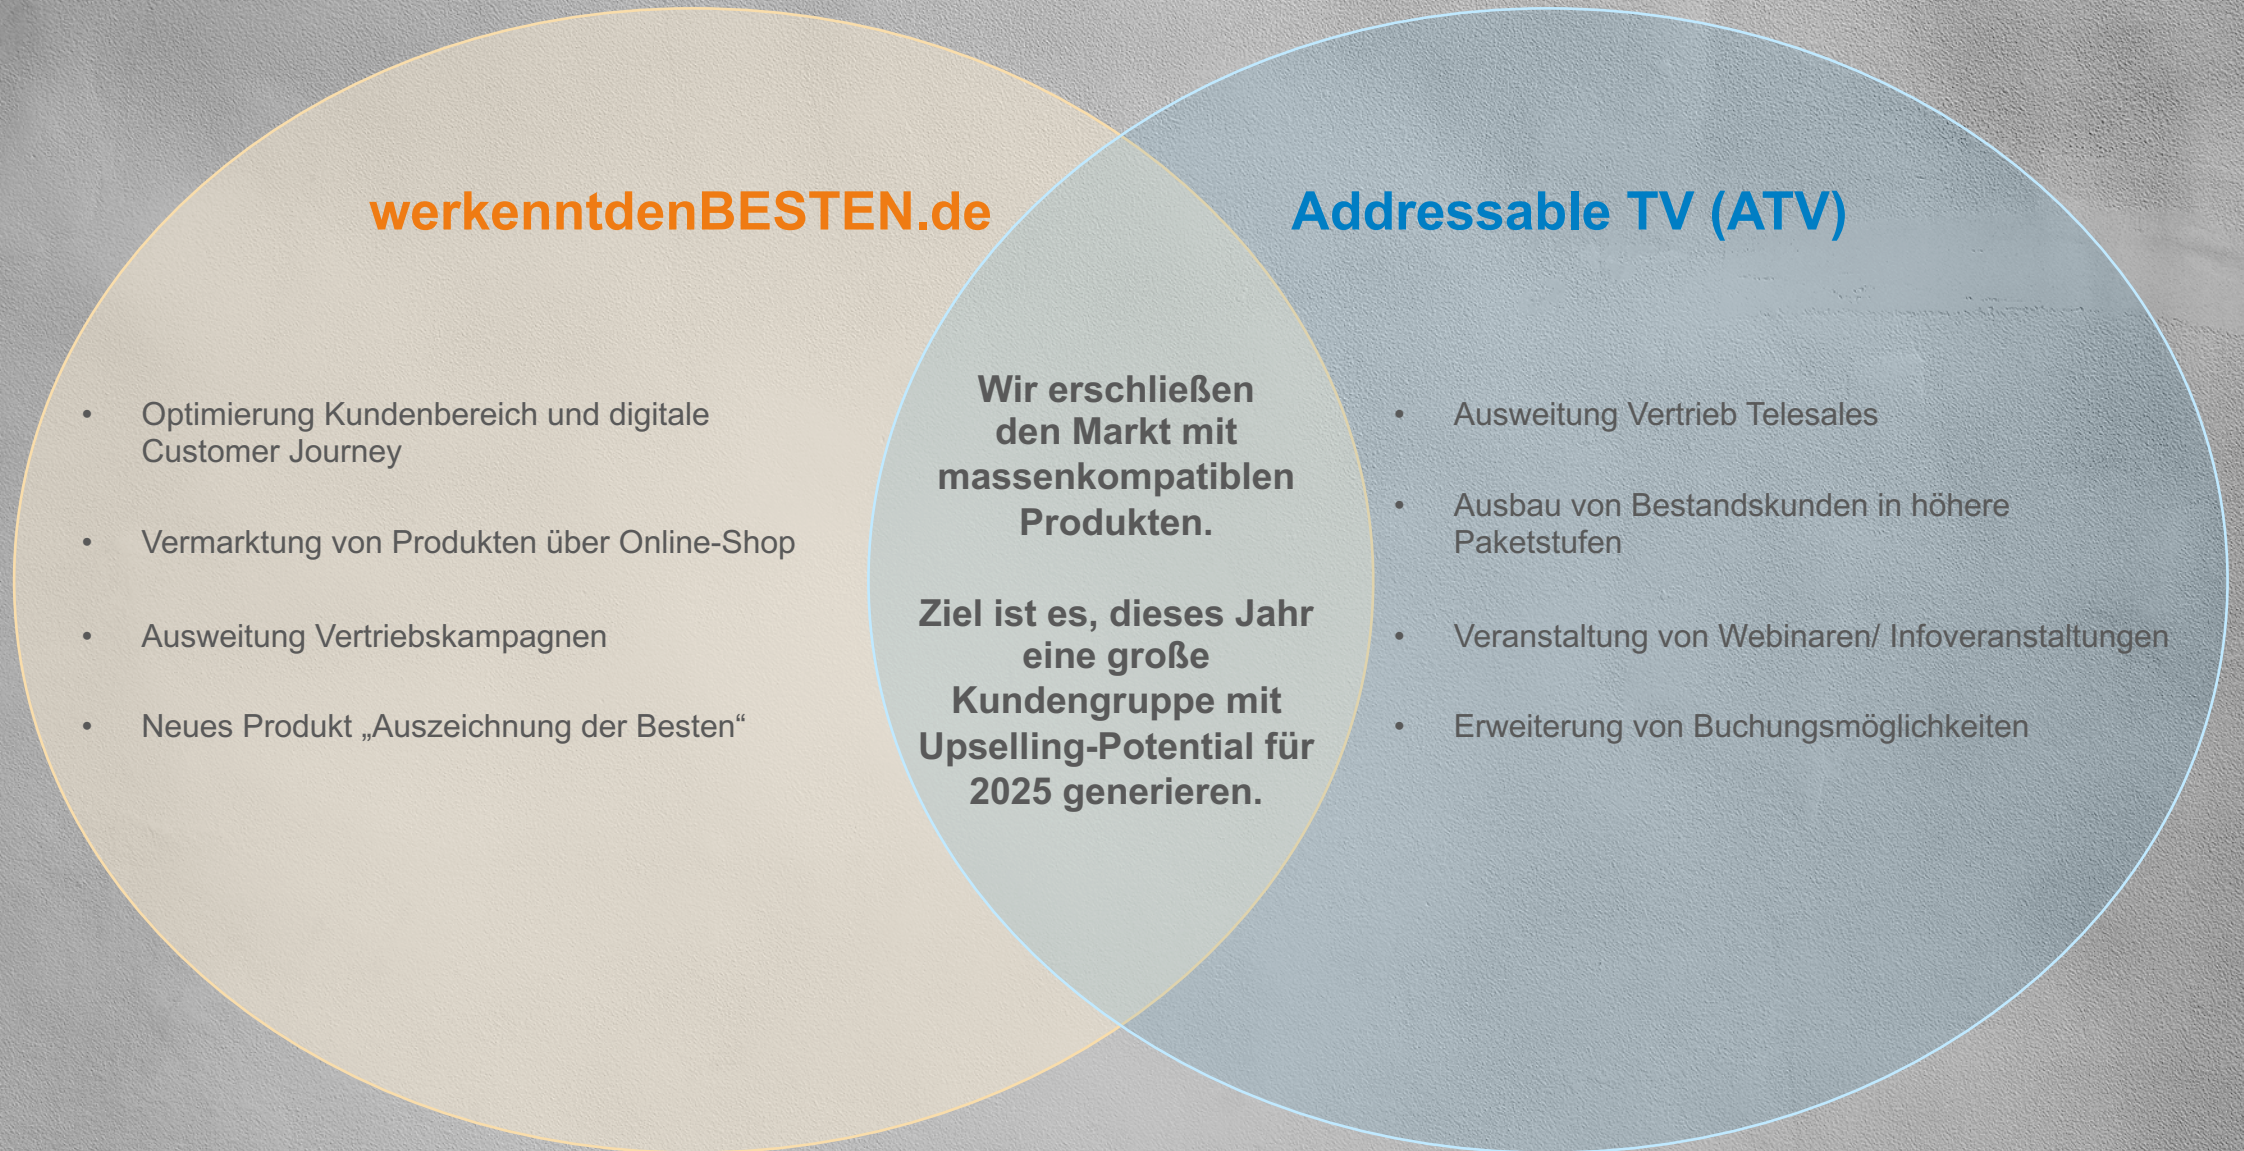 werkenntdenBESTEN.de
• Optimierung Kundenbereich und digitale
Customer Journey
• Vermarktung von Produkten über Online-Shop
• Ausweitung Vertriebskampagnen
• Neues Produkt „Auszeichnung der Besten“
Wir erschließen
den Markt mit
massenkompatiblen
Produkten.
Ziel ist es, dieses Jahr
eine große
Kundengruppe mit
Upselling-Potential für
2025 generieren.
Addressable TV (ATV)
• Ausweitung Vertrieb Telesales
• Ausbau von Bestandskunden in höhere
Paketstufen
• Veranstaltung von Webinaren/ Infoveranstaltungen
• Erweiterung von Buchungsmöglichkeiten